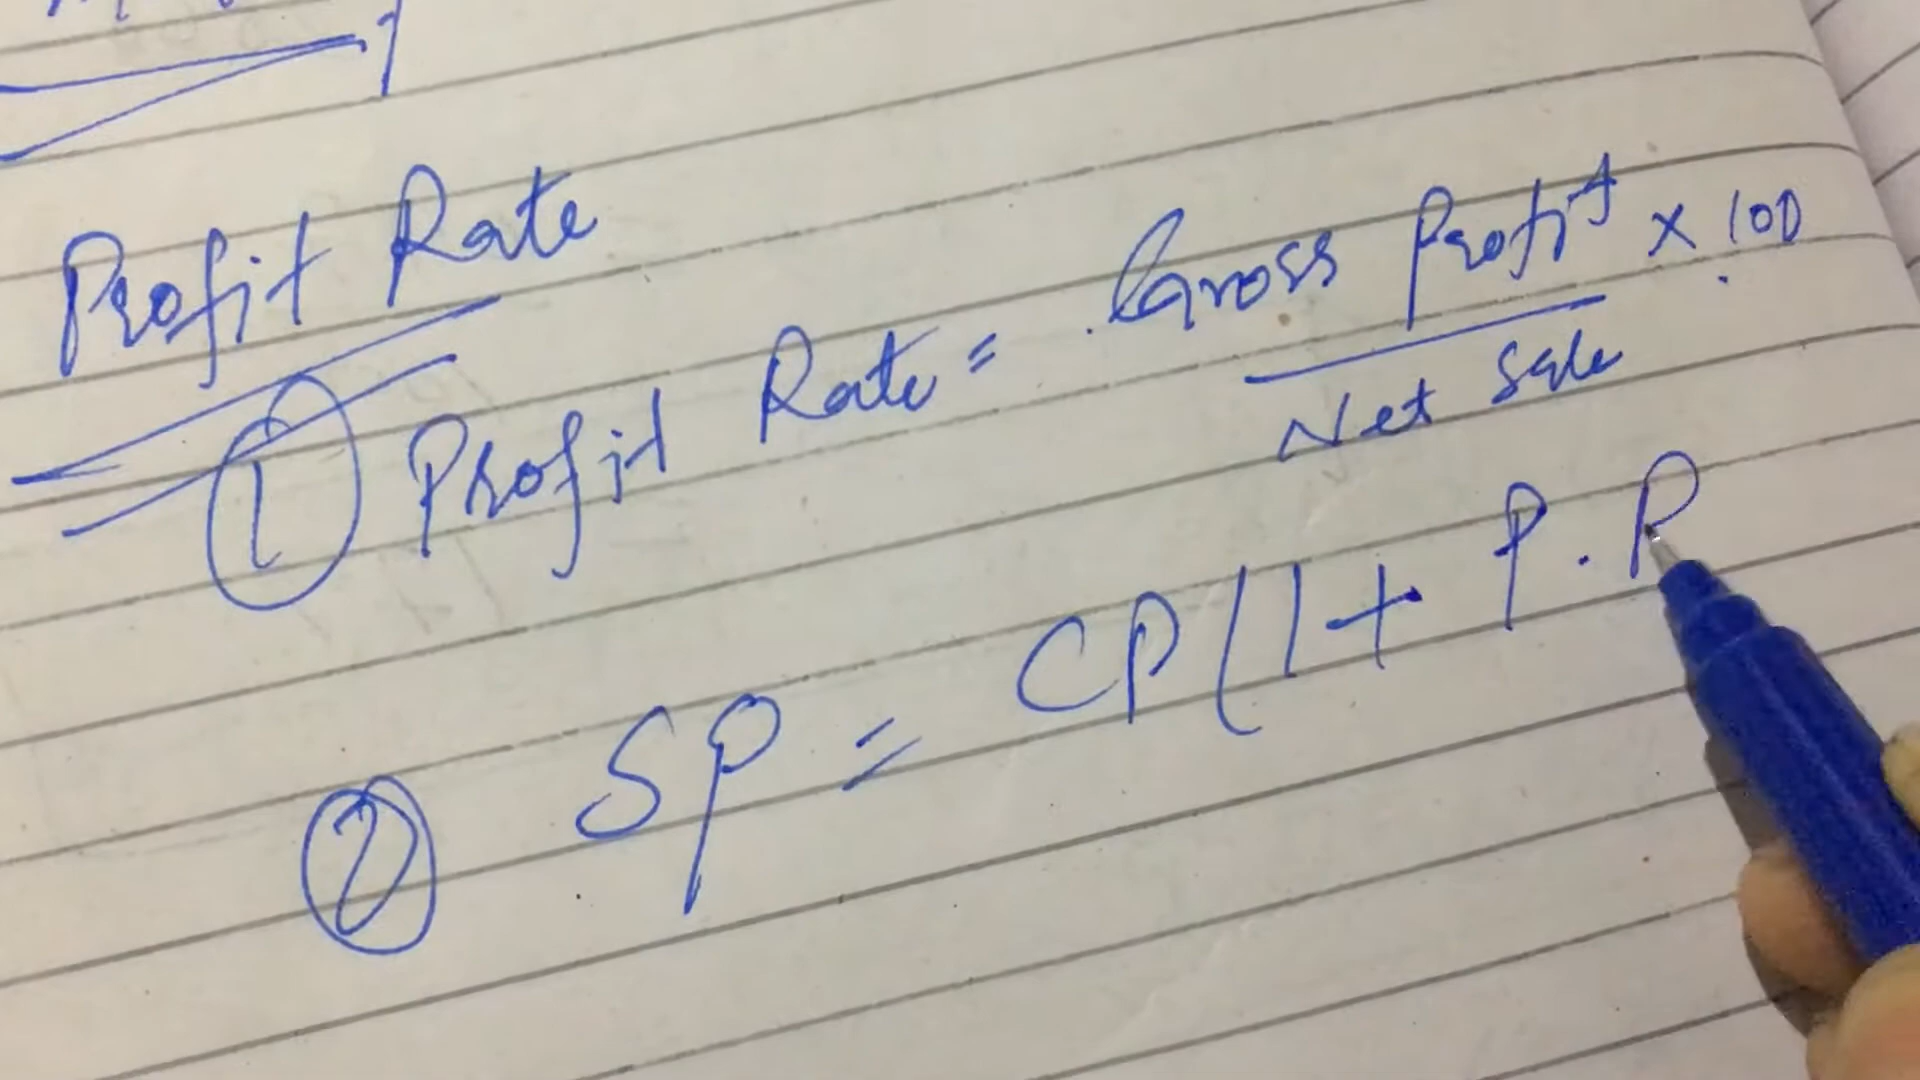 Profit Rate
① Profit Rate = Gross Profit × 100
Net Sale
② SP = CP(1+ P.R